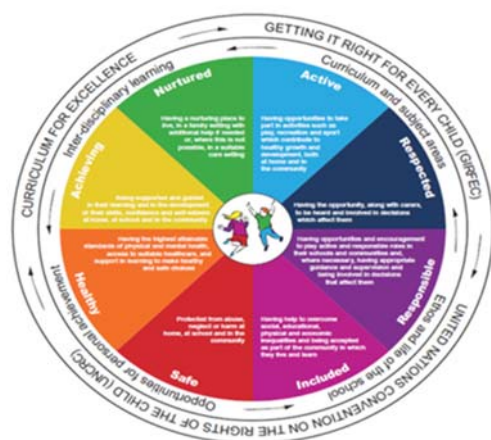 CURRICULUM FOR EXCELLENCE
GETTING IT RIGHT FOR EVERY CHILD (GIRFEC)
UNITED NATIONS CONVENTION ON THE RIGHTS OF THE CHILD (UNCRC)
Inter-disciplinary learning
Curriculum and subject areas
Ethos and life of the school
Opportunities for personal achievement
Nurtured
Having a nurturing place to
live, in a family setting with
additional help if needed
or, where this is not
possible, in a suitable
care setting
Active
Having opportunities to take
part in activities such as
play, recreation and sport
which contribute to
healthy growth and
development, both
at home and in
the community
Respected
Having the opportunity, along with carers,
to be heard and involved in decisions
which affect them
Responsible
Having opportunities and encouragement
to play active and responsible roles in
their schools and communities and,
where necessary, having appropriate
guidance and supervision and
being involved in decisions
that affect them
Included
Having help to overcome
social, educational,
physical and economic
inequalities and being accepted
as part of the community in which
they live and learn
Safe
Protected from abuse,
neglect or harm at
home, at school and in the
community
Healthy
Having the highest attainable
standards of physical and mental health,
access to suitable healthcare, and
support in learning to make healthy
and safe choices
Achieving
Being supported and guided
in their learning and in the development
of their skills, confidence and self-esteem
at home, at school and in the community